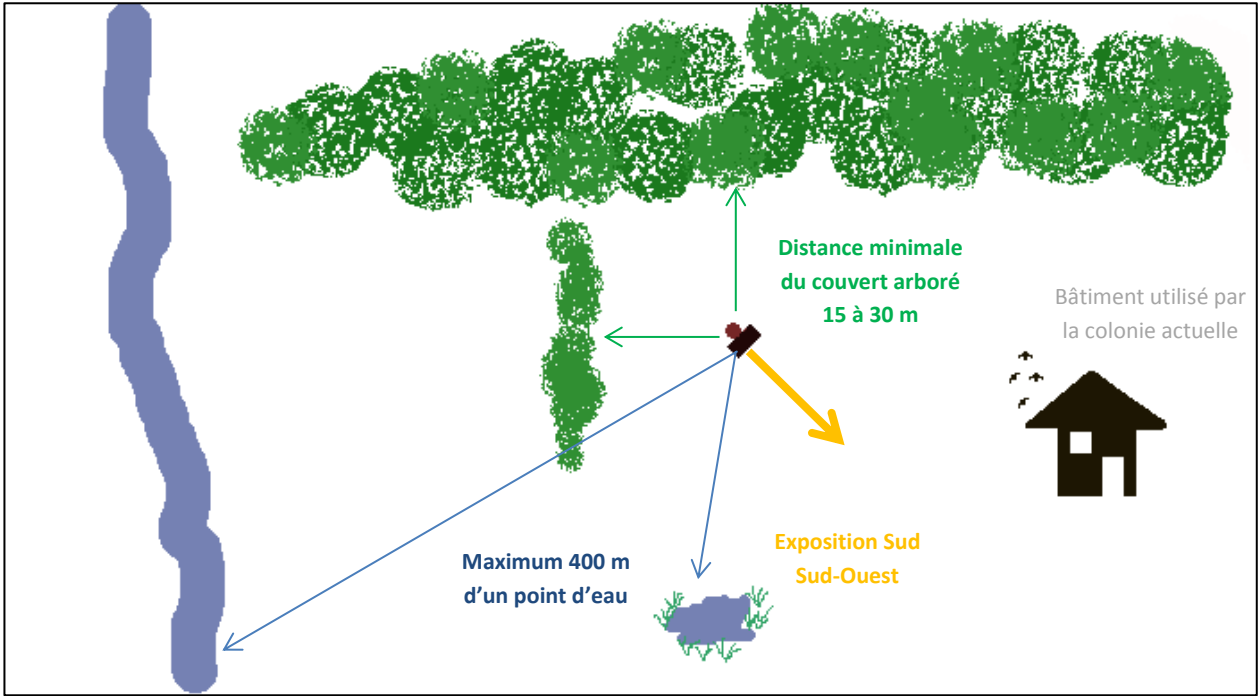 Distance minimale
du couvert arboré
15 à 30 m
Bâtiment utilisé par
la colonie actuelle
Maximum 400 m
d’un point d’eau
Exposition Sud
Sud-Ouest